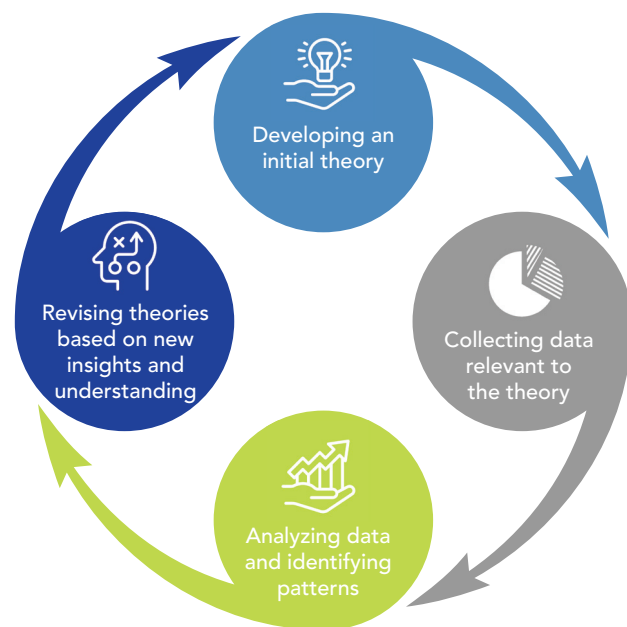 Developing an
initial theory
Collecting data
relevant to
the theory
Analyzing data
and identifying
patterns
Revising theories
based on new
insights and
understanding